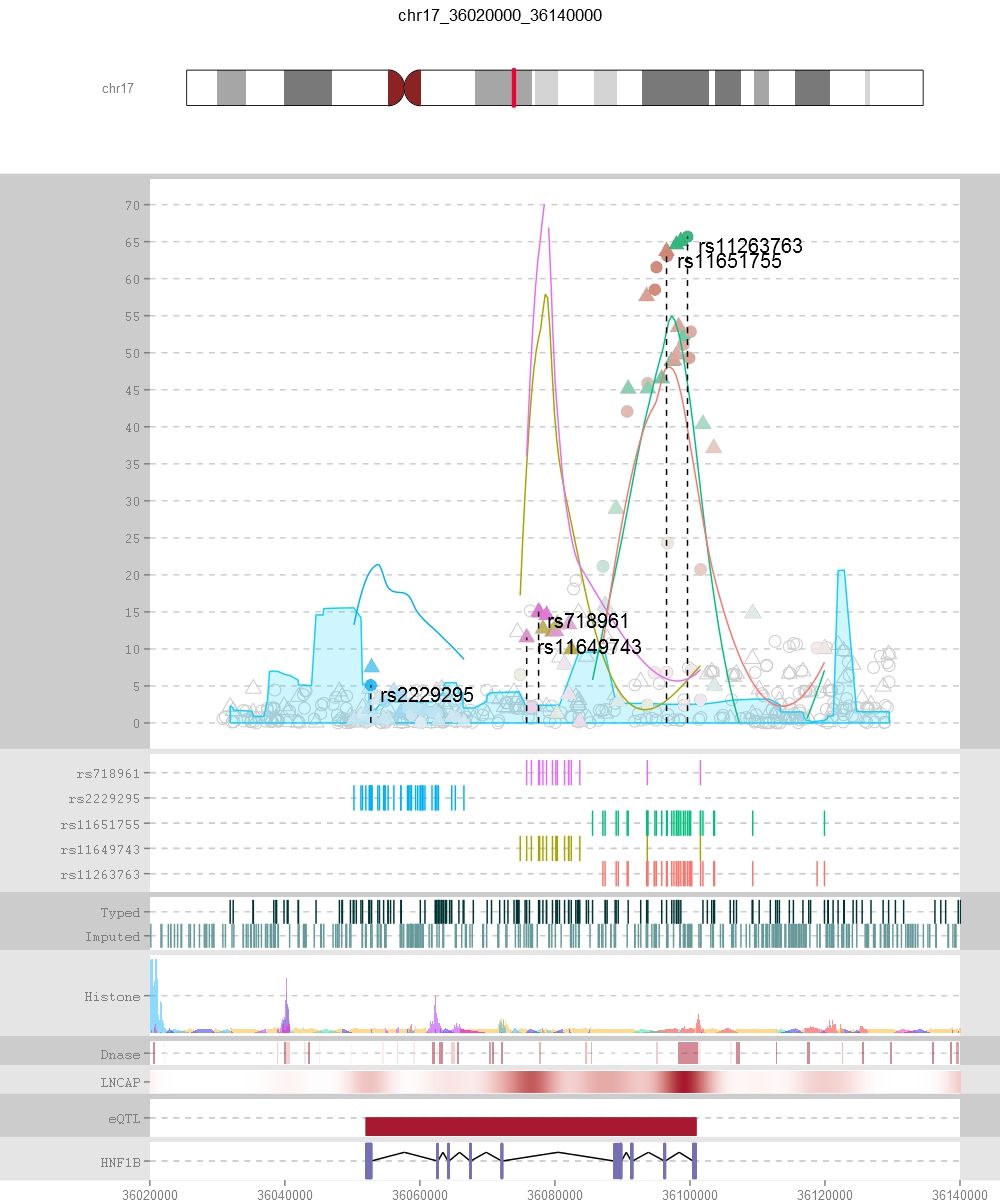 chr17_36020000_36140000
chr17
70
65
rs11263763
rs11651755
60
55
50
45
40
35
30
25
20
15
rs718961
10
rs11649743
5
rs2229295
0
rs718961
rs2229295
rs11651755
rs11649743
rs11263763
Typed
Imputed
Histone
Dnase
LNCAP
eQTL
HNF1B
36020000 36040000 36060000 36080000 36100000 36120000 36140000